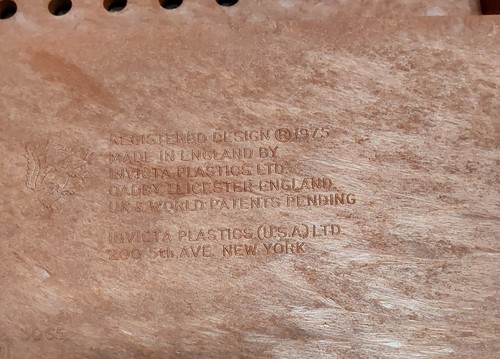 REGISTERED DESIGN Ⓡ 1975
MADE IN ENGLAND BY
INVICTA PLASTICS LTD.
OADBY LEICESTER ENGLAND.
UK & WORLD PATENTS PENDING
INVICTA PLASTICS (U.S.A) LTD
200 5th AVE. NEW YORK